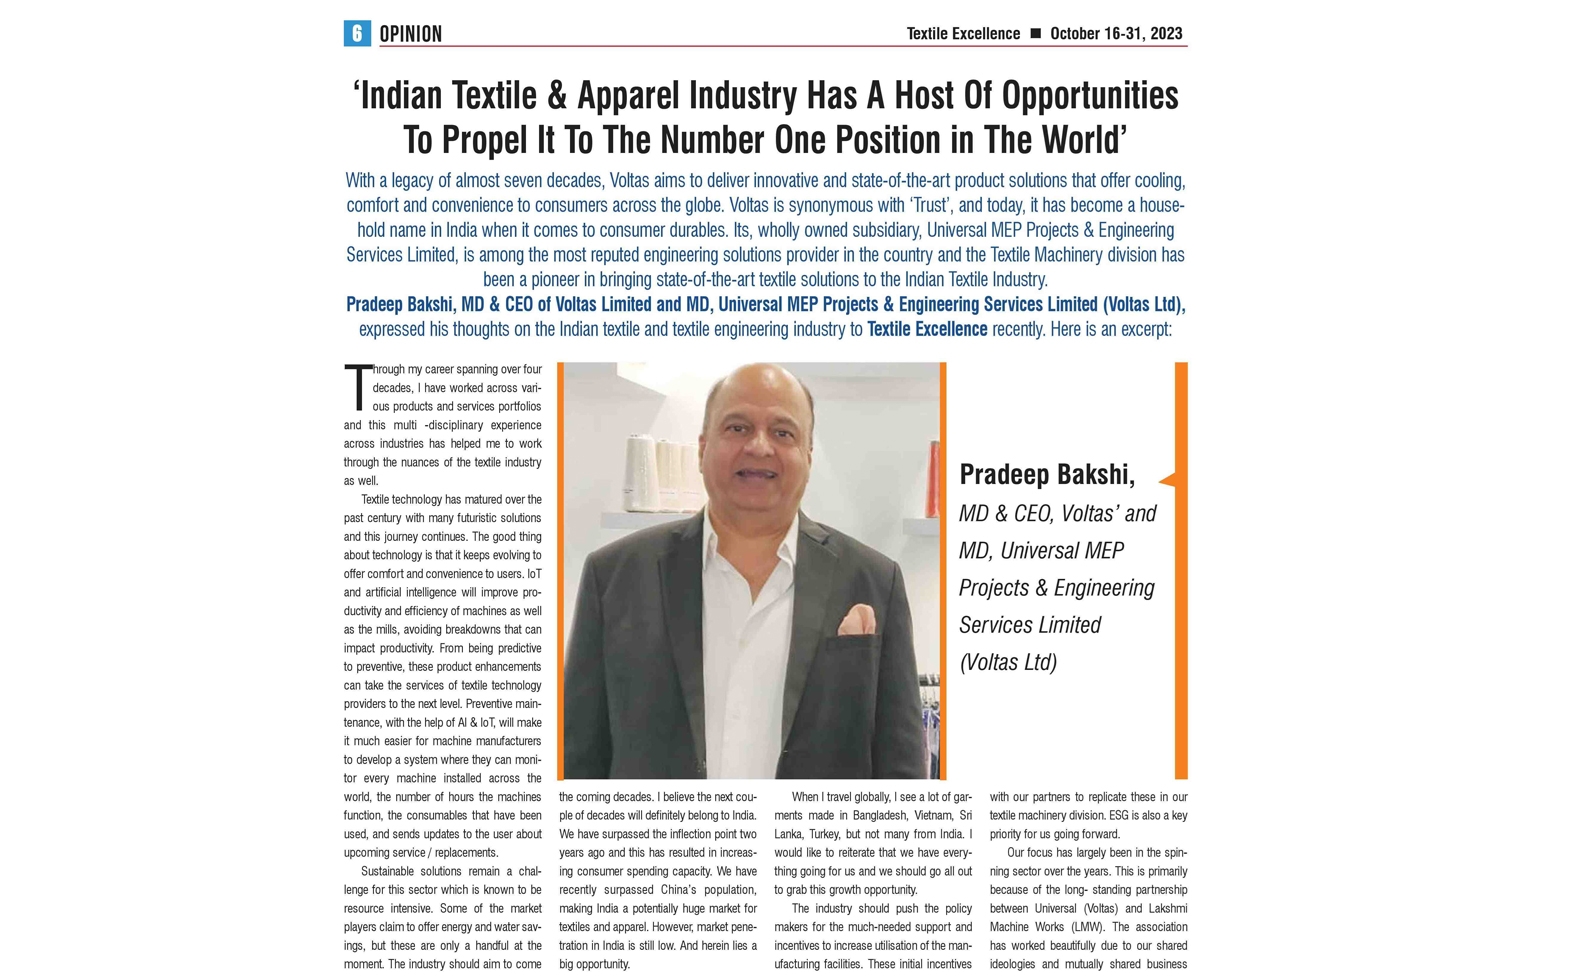 6 OPINION
Textile Excellence ■ October 16-31, 2023
‘Indian Textile & Apparel Industry Has A Host Of Opportunities
To Propel It To The Number One Position in The World’
With a legacy of almost seven decades, Voltas aims to deliver innovative and state-of-the-art product solutions that offer cooling,
comfort and convenience to consumers across the globe. Voltas is synonymous with ‘Trust’, and today, it has become a house-
hold name in India when it comes to consumer durables. Its, wholly owned subsidiary, Universal MEP Projects & Engineering
Services Limited, is among the most reputed engineering solutions provider in the country and the Textile Machinery division has
been a pioneer in bringing state-of-the-art textile solutions to the Indian Textile Industry.
Pradeep Bakshi, MD & CEO of Voltas Limited and MD, Universal MEP Projects & Engineering Services Limited (Voltas Ltd),
expressed his thoughts on the Indian textile and textile engineering industry to Textile Excellence recently. Here is an excerpt:
Through my career spanning over four
decades, I have worked across vari-
ous products and services portfolios
and this multi -disciplinary experience
across industries has helped me to work
through the nuances of the textile industry
as well.
Textile technology has matured over the
past century with many futuristic solutions
and this journey continues. The good thing
about technology is that it keeps evolving to
offer comfort and convenience to users. IoT
and artificial intelligence will improve pro-
ductivity and efficiency of machines as well
as the mills, avoiding breakdowns that can
impact productivity. From being predictive
to preventive, these product enhancements
can take the services of textile technology
providers to the next level. Preventive main-
tenance, with the help of AI & IoT, will make
it much easier for machine manufacturers
to develop a system where they can moni-
tor every machine installed across the
world, the number of hours the machines
function, the consumables that have been
used, and sends updates to the user about
upcoming service / replacements.
Sustainable solutions remain a chal-
lenge for this sector which is known to be
resource intensive. Some of the market
players claim to offer energy and water sav-
ings, but these are only a handful at the
moment. The industry should aim to come
Pradeep Bakshi,
MD & CEO, Voltas’ and
MD, Universal MEP
Projects & Engineering
Services Limited
(Voltas Ltd)
the coming decades. I believe the next cou-
ple of decades will definitely belong to India.
We have surpassed the inflection point two
years ago and this has resulted in increas-
ing consumer spending capacity. We have
recently surpassed China’s population,
making India a potentially huge market for
textiles and apparel. However, market pene-
tration in India is still low. And herein lies a
big opportunity.
When I travel globally, I see a lot of gar-
ments made in Bangladesh, Vietnam, Sri
Lanka, Turkey, but not many from India. I
would like to reiterate that we have every-
thing going for us and we should go all out
to grab this growth opportunity.
The industry should push the policy
makers for the much-needed support and
incentives to increase utilisation of the man-
ufacturing facilities. These initial incentives
with our partners to replicate these in our
textile machinery division. ESG is also a key
priority for us going forward.
Our focus has largely been in the spin-
ning sector over the years. This is primarily
because of the long- standing partnership
between Universal (Voltas) and Lakshmi
Machine Works (LMW). The association
has worked beautifully due to our shared
ideologies and mutually shared business